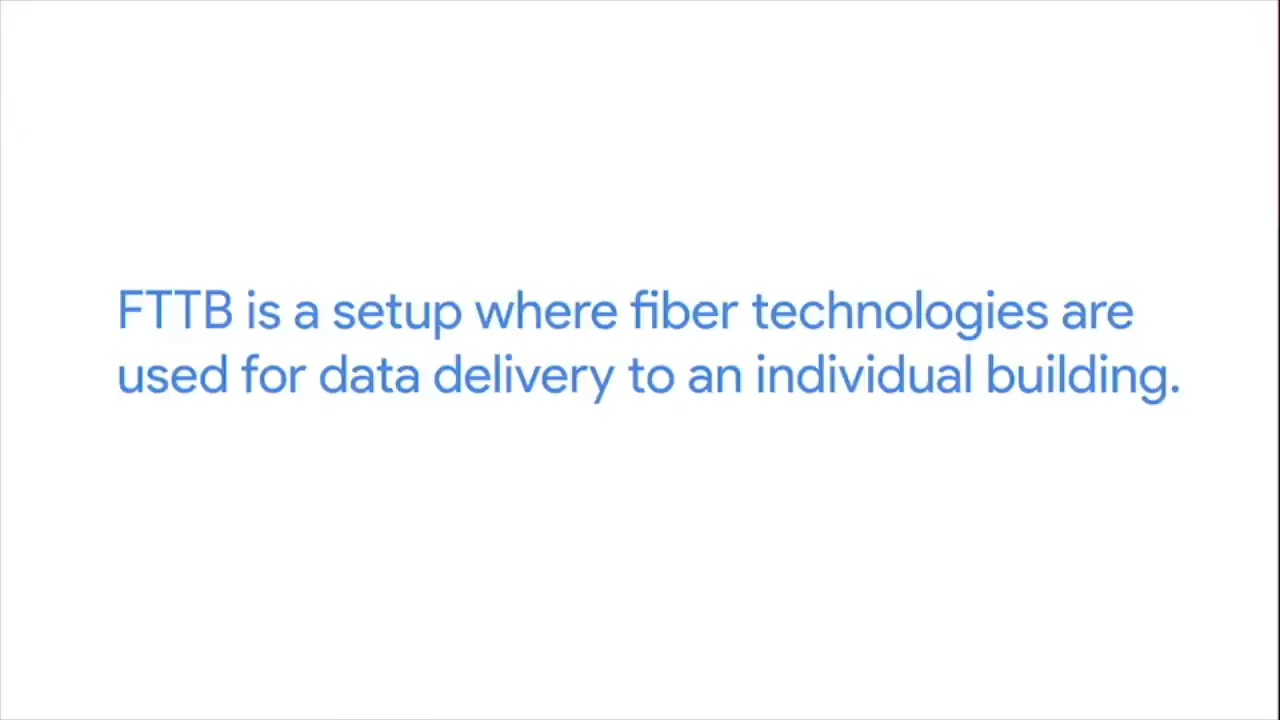 FTTB is a setup where fiber technologies are
used for data delivery to an individual building.